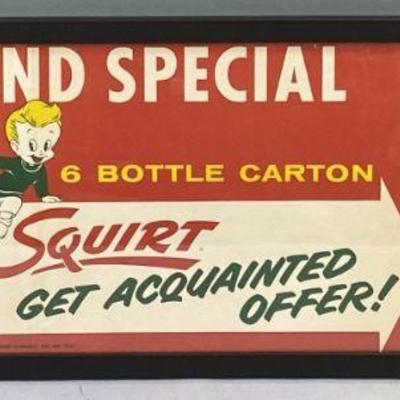 ND SPECIAL
6 BOTTLE CARTON
SQUIRT
GET ACQUAINTED
OFFER!